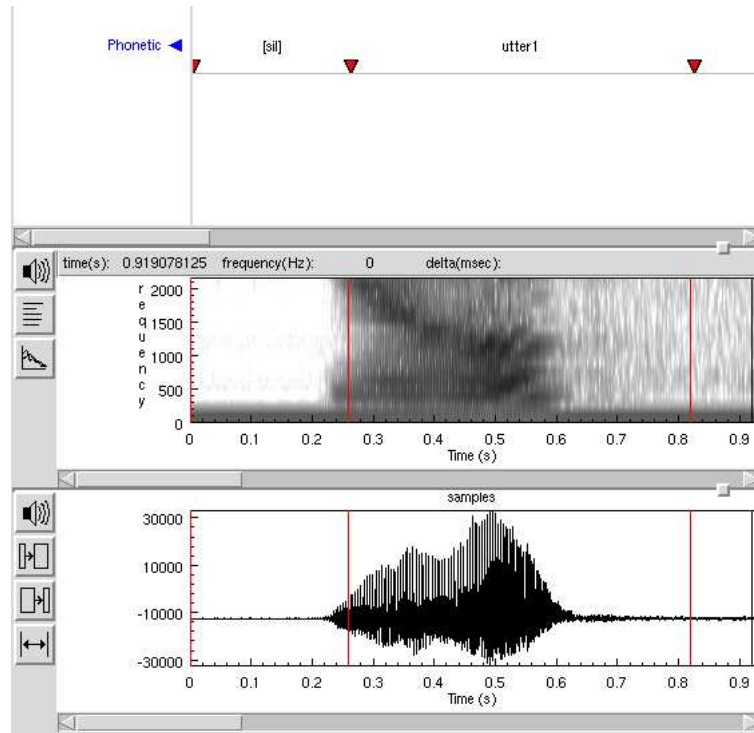 Phonetic [sil] utter1
time(s): 0.919078125 frequency(Hz): 0 delta(msec):
requency
2000
1500
1000
500
0
0 0.1 0.2 0.3 0.4 0.5 0.6 0.7 0.8 0.9
Time (s)
samples
30000
10000
-10000
-30000
0 0.1 0.2 0.3 0.4 0.5 0.6 0.7 0.8 0.9
Time (s)